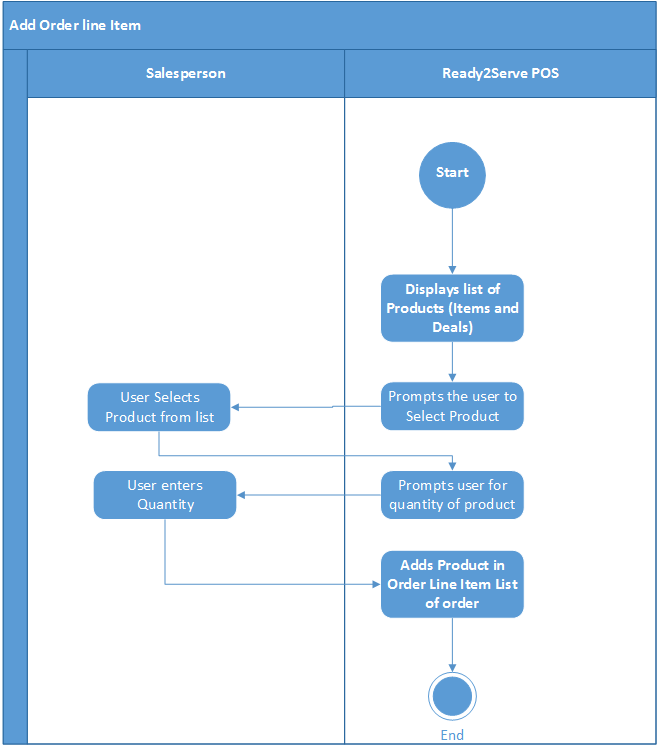 Add Order line Item
Salesperson
Ready2Serve POS
Start
Displays list of
Products (Items and
Deals)
Prompts the user to
Select Product
User Selects
Product from list
Prompts user for
quantity of product
User enters
Quantity
Adds Product in
Order Line Item List
of order
End